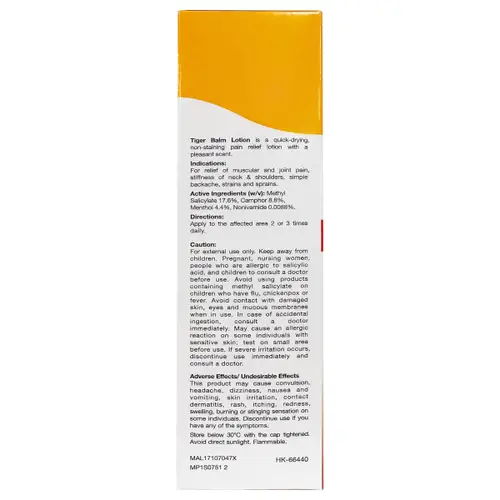 Tiger Balm Lotion is a quick-drying,
non-staining pain relief lotion with a
pleasant scent.
Indications:
For relief of muscular and joint pain,
stiffness of neck & shoulders, simple
backache, strains and sprains.
Active Ingredients (w/v): Methyl
Salicylate 17.6%, Camphor 8.8%,
Menthol 4.4%, Nonivamide 0.0088%.
Directions:
Apply to the affected area 2 or 3 times
daily.
Caution:
For external use only. Keep away from
children. Pregnant, nursing women,
people who are allergic to salicylic
acid, and children to consult a doctor
before use. Avoid using products
containing methyl salicylate on
children who have flu, chickenpox or
fever. Avoid contact with damaged
skin, eyes and mucous membranes
when in use. In case of accidental
ingestion, consult a doctor
immediately. May cause an allergic
reaction on some individuals with
sensitive skin; test on small area
before use. If severe irritation occurs,
discontinue use immediately and
consult a doctor.
Adverse Effects/ Undesirable Effects
This product may cause convulsion,
headache, dizziness, nausea and
vomiting, skin irritation, contact
dermatitis, rash, itching, redness,
swelling, burning or stinging sensation on
some individuals. Discontinue use if you
have any of the symptoms.
Store below 30°C with the cap tightened.
Avoid direct sunlight. Flammable.
MAL17107047X HK-66440
MP1S0751 2